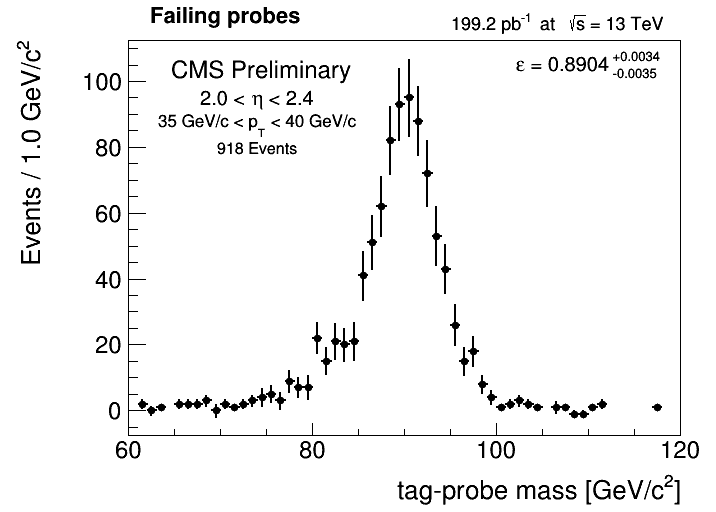 Failing probes
199.2 pb⁻¹ at √s = 13 TeV
CMS Preliminary
2.0 < η < 2.4
35 GeV/c < p_T < 40 GeV/c
918 Events
ε = 0.8904 +0.0034 -0.0035
Events / 1.0 GeV/c²
100
80
60
40
20
0
60 80 100 120
tag-probe mass [GeV/c²]